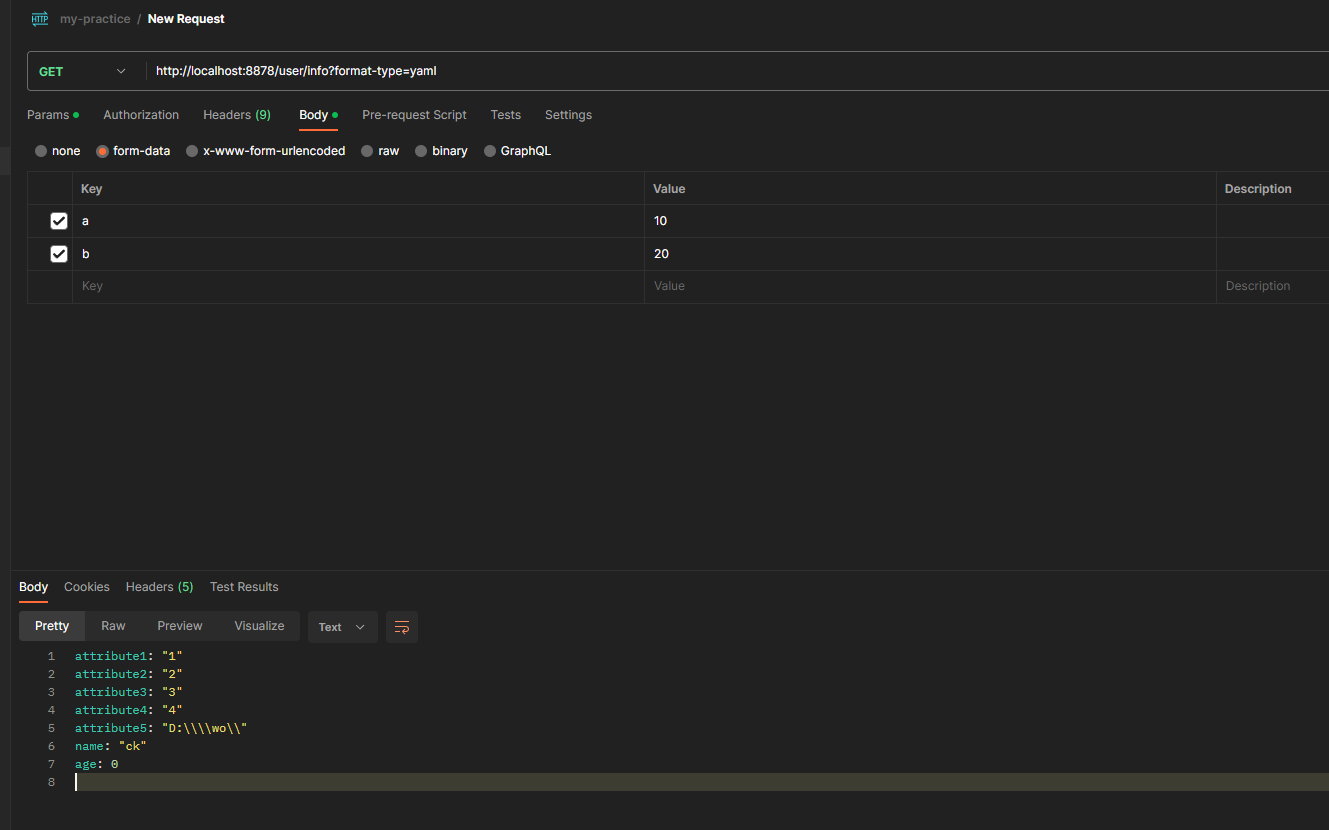 HTTP my-practice / New Request
GET http://localhost:8878/user/info?format-type=yaml
Params Authorization Headers (9) Body Pre-request Script Tests Settings
none form-data x-www-form-urlencoded raw binary GraphQL
Key Value Description
a 10
b 20
Key Value Description
Body Cookies Headers (5) Test Results
Pretty Raw Preview Visualize Text
1 attribute1: "1"
2 attribute2: "2"
3 attribute3: "3"
4 attribute4: "4"
5 attribute5: "D:\\\\wo\\"
6 name: "ck"
7 age: 0
8